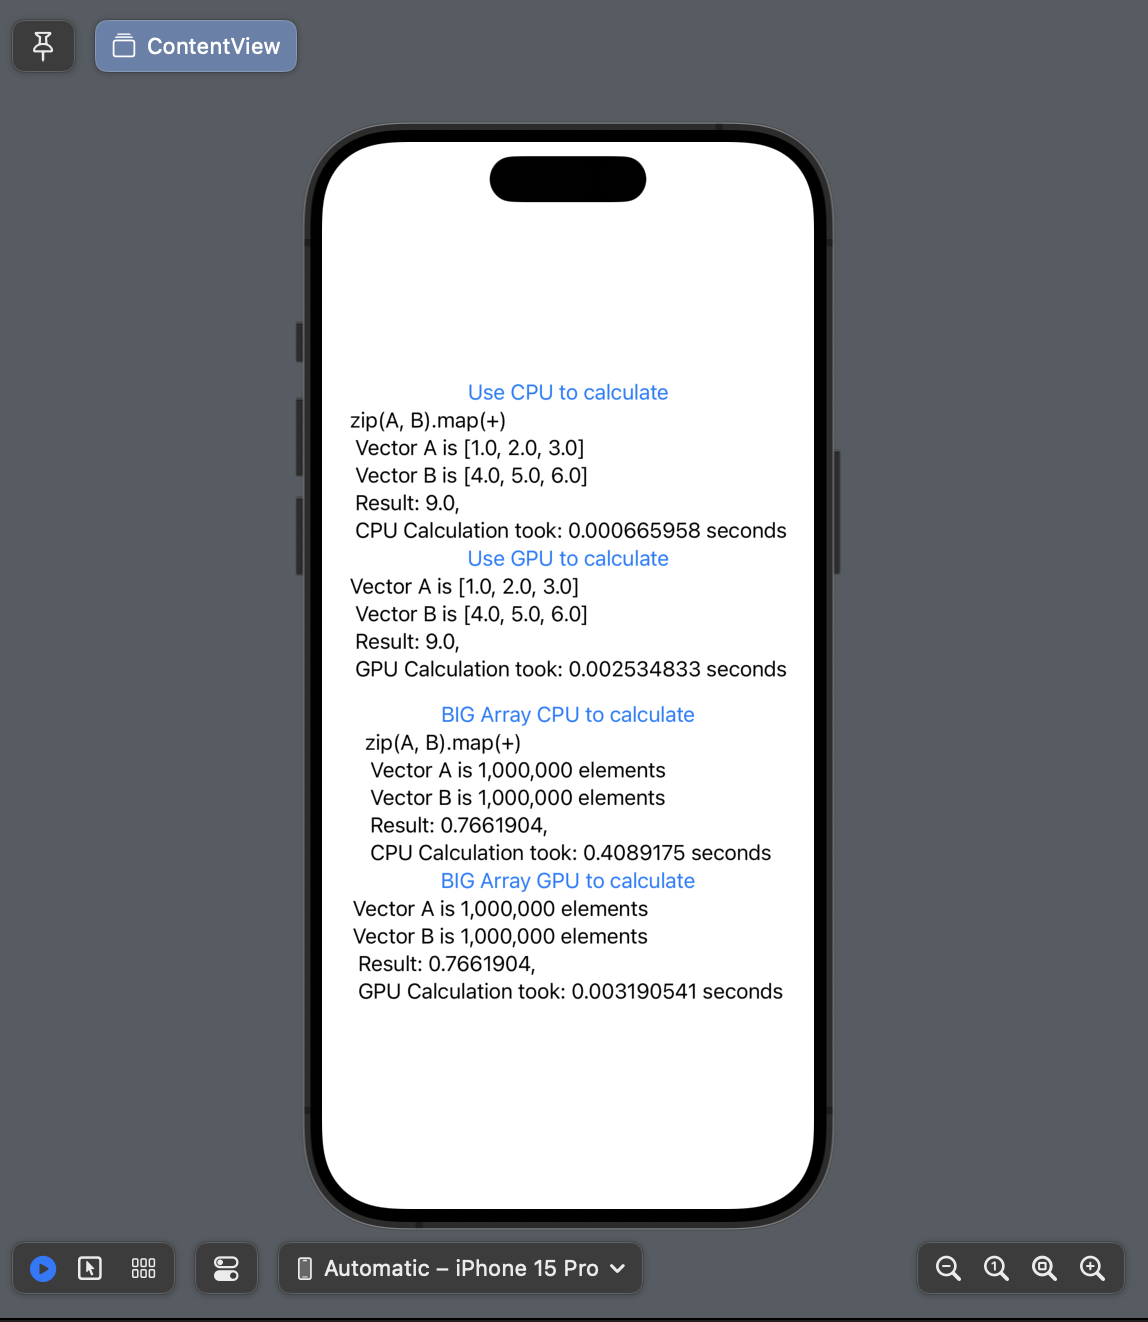 ContentView
Use CPU to calculate
zip(A, B).map(+)
Vector A is [1.0, 2.0, 3.0]
Vector B is [4.0, 5.0, 6.0]
Result: 9.0,
CPU Calculation took: 0.000665958 seconds
Use GPU to calculate
Vector A is [1.0, 2.0, 3.0]
Vector B is [4.0, 5.0, 6.0]
Result: 9.0,
GPU Calculation took: 0.002534833 seconds
BIG Array CPU to calculate
zip(A, B).map(+)
Vector A is 1,000,000 elements
Vector B is 1,000,000 elements
Result: 0.7661904,
CPU Calculation took: 0.4089175 seconds
BIG Array GPU to calculate
Vector A is 1,000,000 elements
Vector B is 1,000,000 elements
Result: 0.7661904,
GPU Calculation took: 0.003190541 seconds
Automatic – iPhone 15 Pro
1